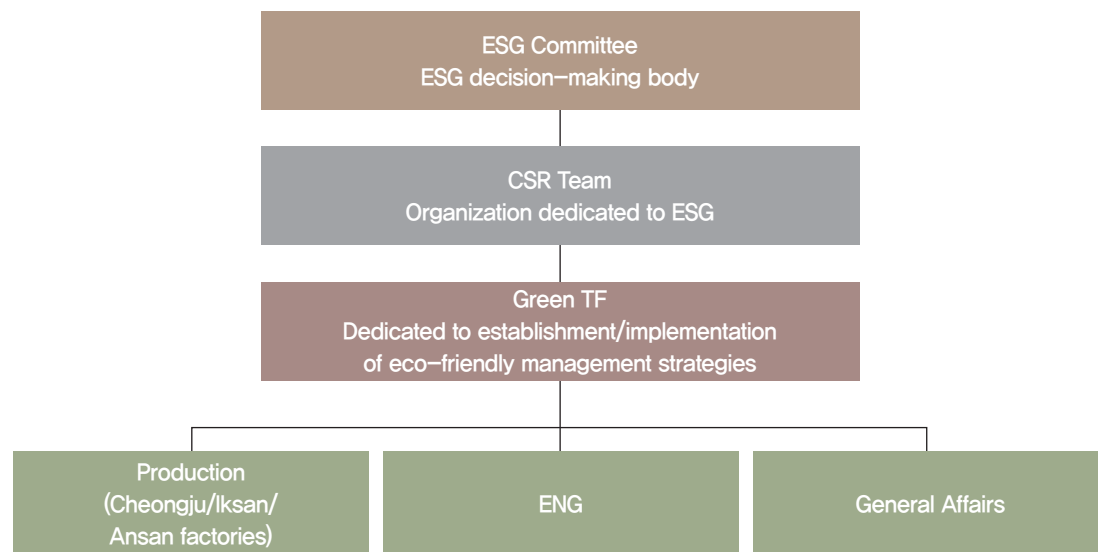 ESG Committee
ESG decision-making body
CSR Team
Organization dedicated to ESG
Green TF
Dedicated to establishment/implementation
of eco-friendly management strategies
Production
(Cheongju/Iksan/
Ansan factories)
ENG
General Affairs